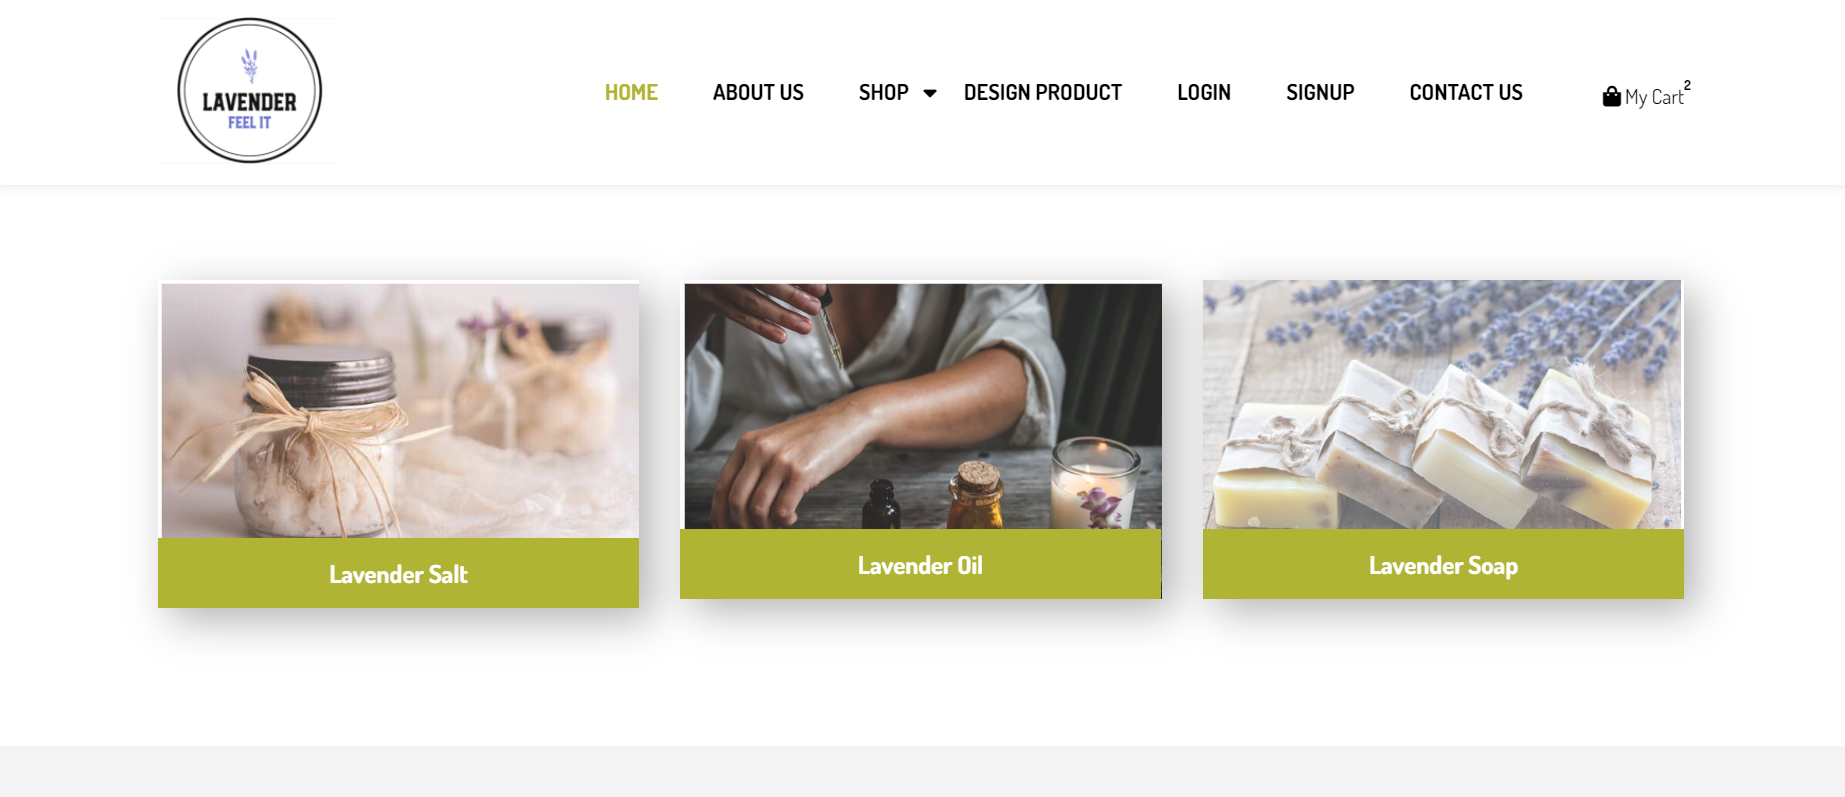 LAVENDER
FEEL IT
HOME ABOUT US SHOP DESIGN PRODUCT LOGIN SIGNUP CONTACT US My Cart 2
Lavender Salt
Lavender Oil
Lavender Soap